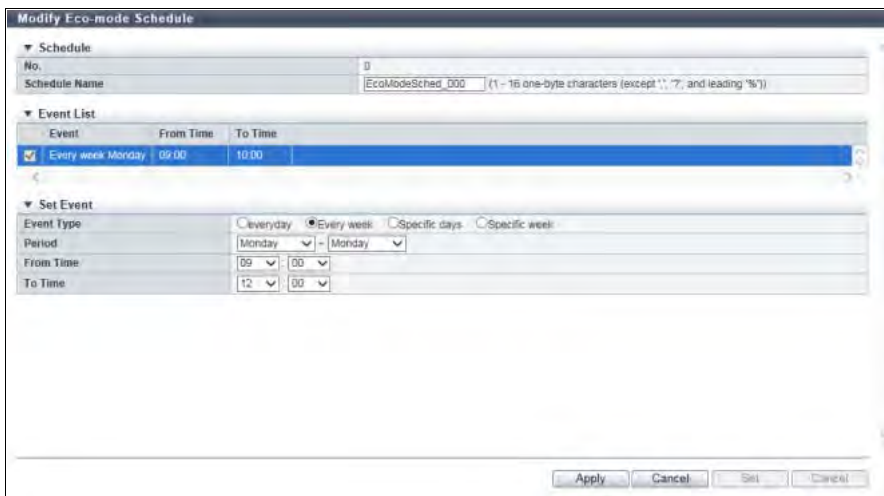 Modify Eco-mode Schedule
▼ Schedule
No. 0
Schedule Name EcoModeSched_000 (1 - 16 one-byte characters (except ',', '?', and leading '%'))
▼ Event List
Event From Time To Time
Every week Monday 09:00 10:00
▼ Set Event
Event Type everyday Every week Specific days Specific week
Period Monday - Monday
From Time 09 : 00
To Time 12 : 00
Apply Cancel Set Cancel